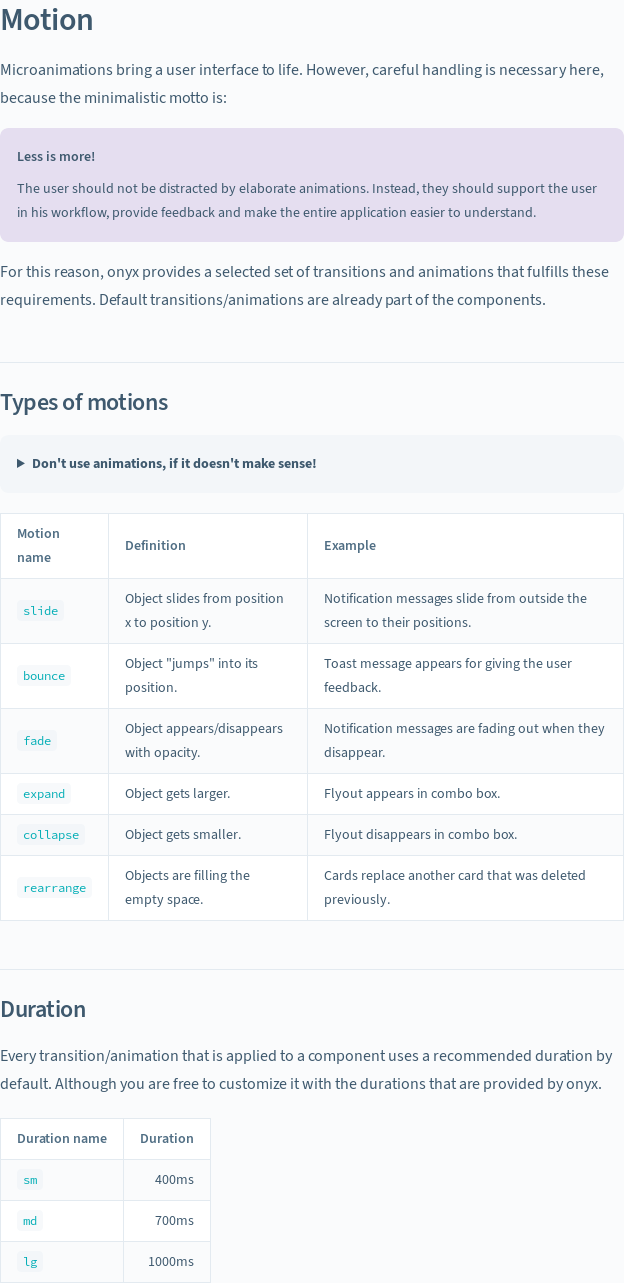 Motion
Microanimations bring a user interface to life. However, careful handling is necessary here,
because the minimalistic motto is:
Less is more!
The user should not be distracted by elaborate animations. Instead, they should support the user
in his workflow, provide feedback and make the entire application easier to understand.
For this reason, onyx provides a selected set of transitions and animations that fulfills these
requirements. Default transitions/animations are already part of the components.
Types of motions
Don't use animations, if it doesn't make sense!
Motion
name
Definition
Example
slide
Object slides from position
x to position y.
Notification messages slide from outside the
screen to their positions.
bounce
Object "jumps" into its
position.
Toast message appears for giving the user
feedback.
fade
Object appears/disappears
with opacity.
Notification messages are fading out when they
disappear.
expand
Object gets larger.
Flyout appears in combo box.
collapse
Object gets smaller.
Flyout disappears in combo box.
rearrange
Objects are filling the
empty space.
Cards replace another card that was deleted
previously.
Duration
Every transition/animation that is applied to a component uses a recommended duration by
default. Although you are free to customize it with the durations that are provided by onyx.
Duration name
Duration
sm
400ms
md
700ms
lg
1000ms